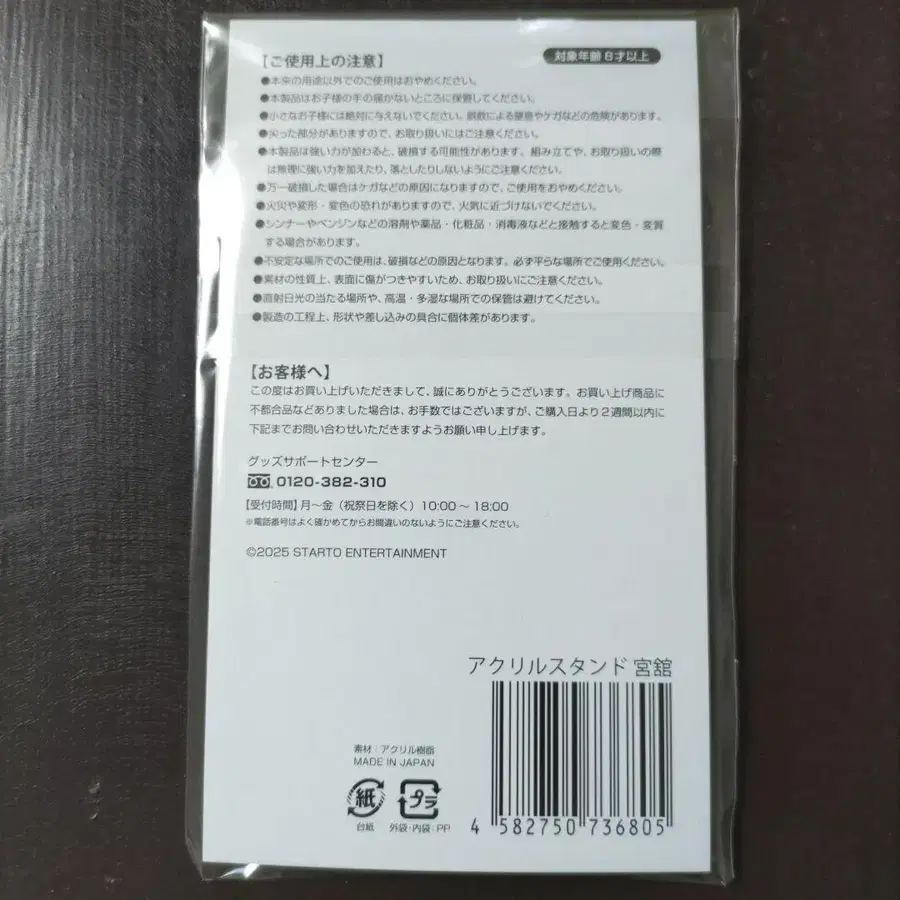 【ご使用上の注意】
対象年齢 8才以上
●本来の用途以外でのご使用はおやめください。
●本製品はお子様の手の届かないところに保管してください。
●小さなお子様には絶対に与えないでください。誤飲による窒息やケガなどの危険があります。
●尖った部分がありますので、お取り扱いにはご注意ください。
●本製品は強い力が加わると、破損する可能性があります。組み立てや、お取り扱いの際
は無理に強い力を加えたり、落としたりしないようにご注意ください。
●万一破損した場合はケガなどの原因になりますので、ご使用をおやめください。
●火災や変形・変色の恐れがありますので、火気に近づけないでください。
●シンナーやベンジンなどの溶剤や薬品・化粧品・消毒液などと接触すると変色・変質
する場合があります。
●不安定な場所でのご使用は、破損などの原因となります。必ず平らな場所でご使用ください。
●素材の性質上、表面に傷がつきやすいため、お取り扱いにご注意ください。
●直射日光の当たる場所や、高温・多湿な場所での保管は避けてください。
●製造の工程上、形状や差し込みの具合に個体差があります。
【お客様へ】
この度はお買い上げいただきまして、誠にありがとうございます。お買い上げ商品に
不都合品などありました場合は、お手数ではございますが、ご購入日より2週間以内に
下記までお問い合わせいただきますようお願い申し上げます。
グッズサポートセンター
0120-382-310
【受付時間】月〜金（祝祭日を除く）10:00〜18:00
※電話番号はよく確かめてからお間違いのないようにご注意ください。
©2025 STARTO ENTERTAINMENT
アクリルスタンド 宮舘
素材：アクリル樹脂
MADE IN JAPAN
紙
プラ
台紙
外袋・内袋：PP
4 582750 736805